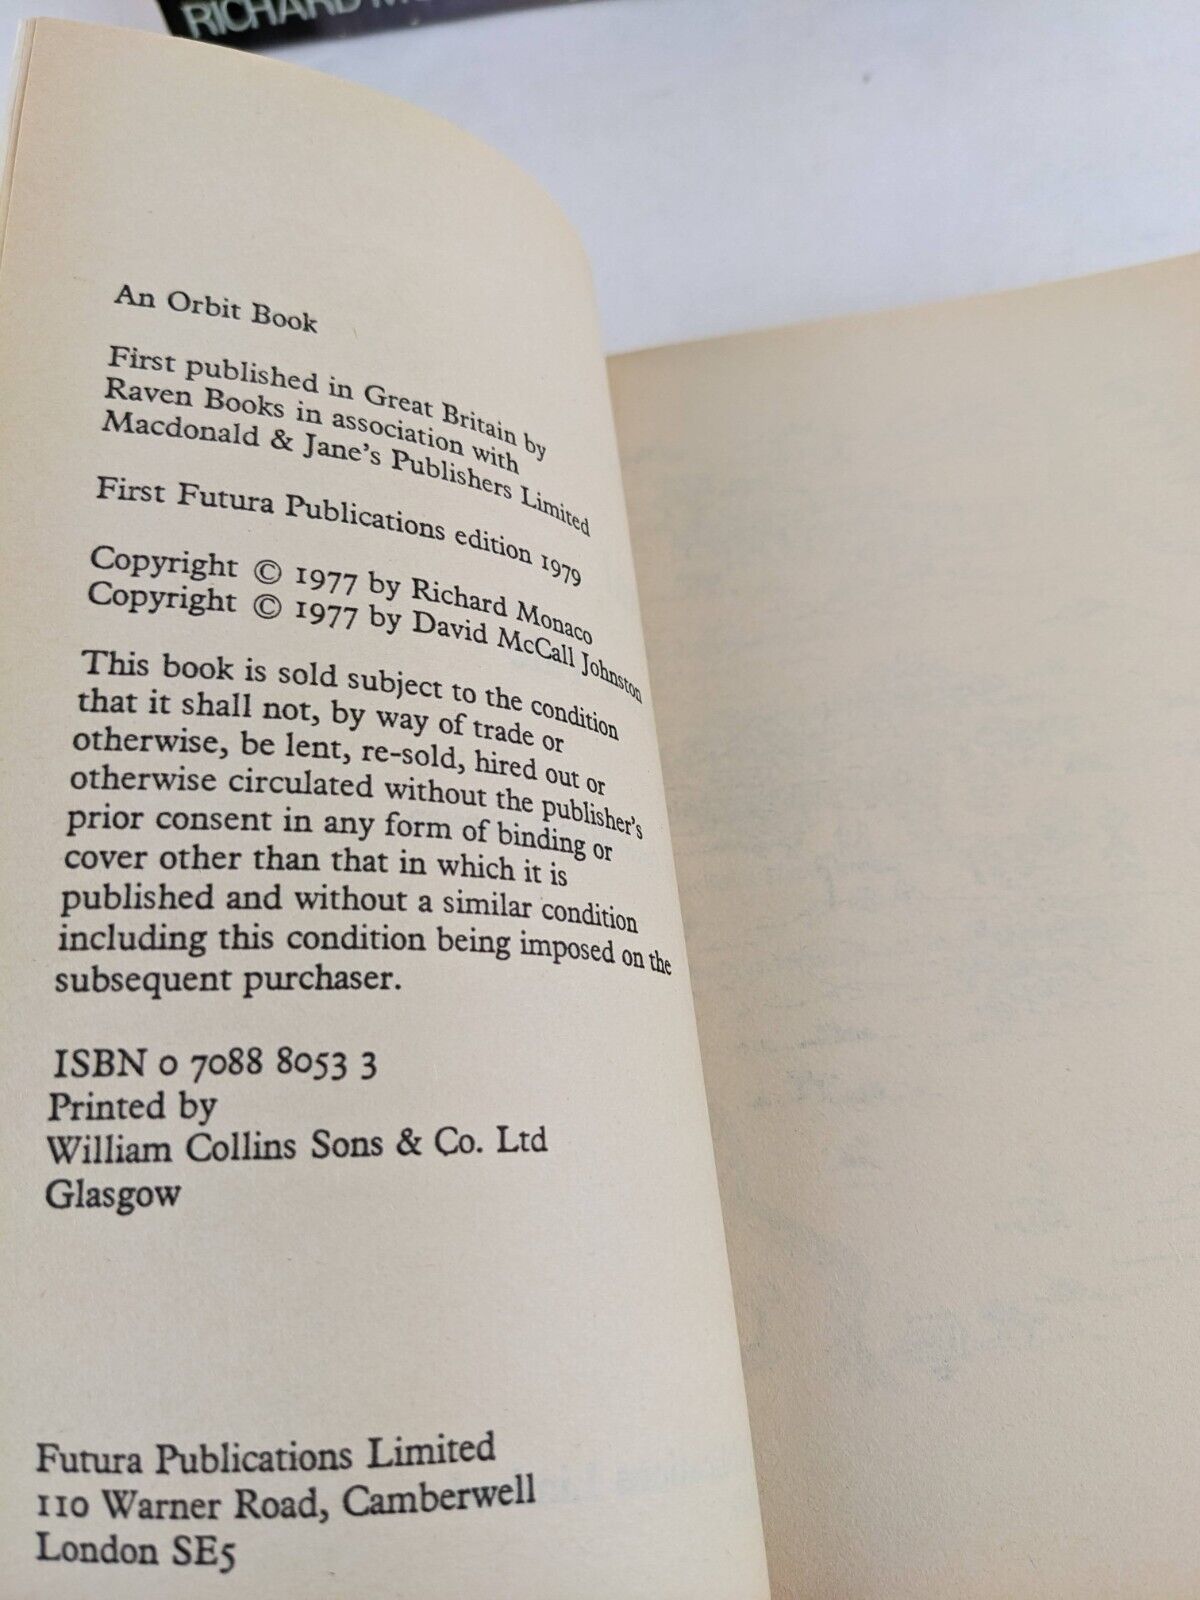 RICHARD
An Orbit Book
First published in Great Britain by
Raven Books in association with
Macdonald & Jane's Publishers Limited
First Futura Publications edition 1979
Copyright © 1977 by Richard Monaco
Copyright © 1977 by David McCall Johnston
This book is sold subject to the condition
that it shall not, by way of trade or
otherwise, be lent, re-sold, hired out or
otherwise circulated without the publisher's
prior consent in any form of binding or
cover other than that in which it is
published and without a similar condition
including this condition being imposed on the
subsequent purchaser.
ISBN 0 7088 8053 3
Printed by
William Collins Sons & Co. Ltd
Glasgow
Futura Publications Limited
110 Warner Road, Camberwell
London SE5